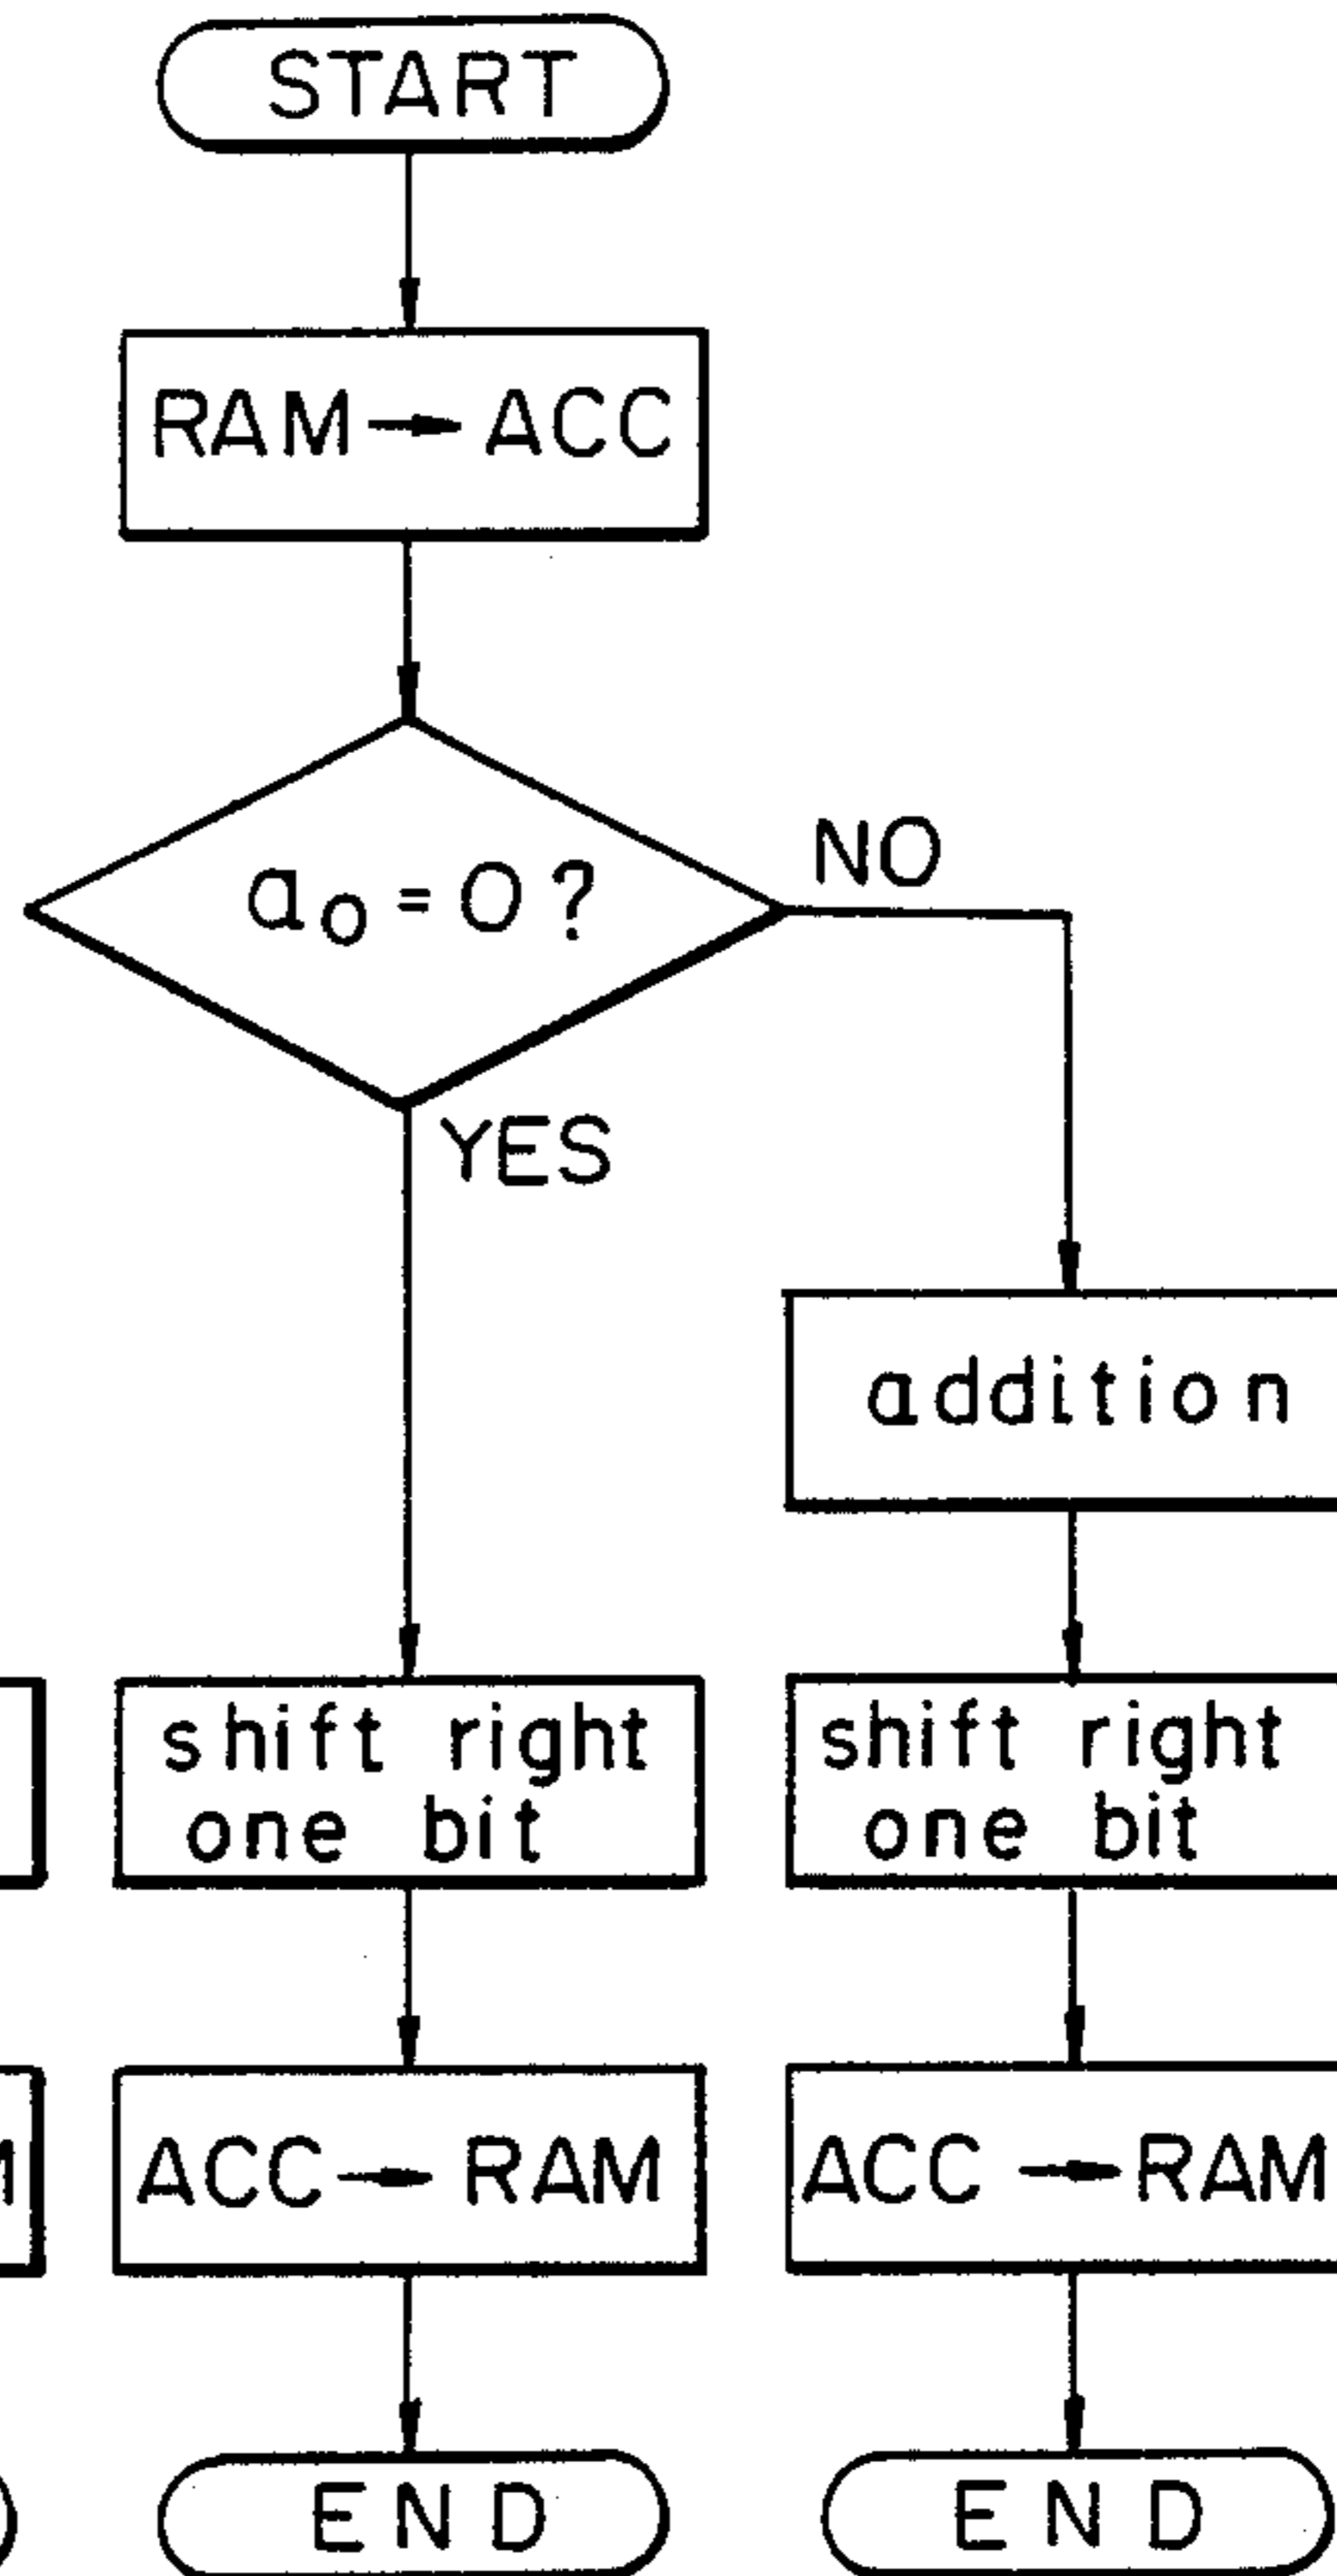 START
RAM → ACC
a₀ = 0 ?
NO
YES
addition
shift right
one bit
shift right
one bit
ACC → RAM
ACC → RAM
END
END